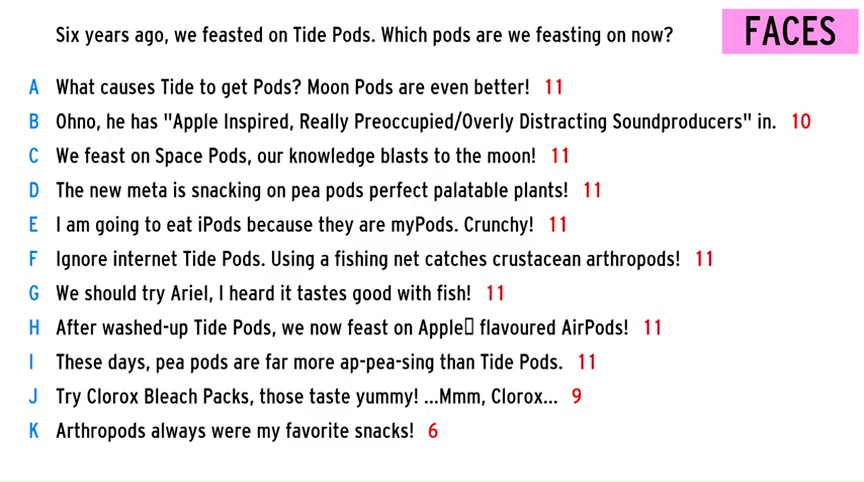 Six years ago, we feasted on Tide Pods. Which pods are we feasting on now?
FACES
A What causes Tide to get Pods? Moon Pods are even better! 11
B Ohno, he has "Apple Inspired, Really Preoccupied/Overly Distracting Soundproducers" in. 10
C We feast on Space Pods, our knowledge blasts to the moon! 11
D The new meta is snacking on pea pods perfect palatable plants! 11
E I am going to eat iPods because they are myPods. Crunchy! 11
F Ignore internet Tide Pods. Using a fishing net catches crustacean arthropods! 11
G We should try Ariel, I heard it tastes good with fish! 11
H After washed-up Tide Pods, we now feast on Apple▯ flavoured AirPods! 11
I These days, pea pods are far more ap-pea-sing than Tide Pods. 11
J Try Clorox Bleach Packs, those taste yummy! ...Mmm, Clorox... 9
K Arthropods always were my favorite snacks! 6